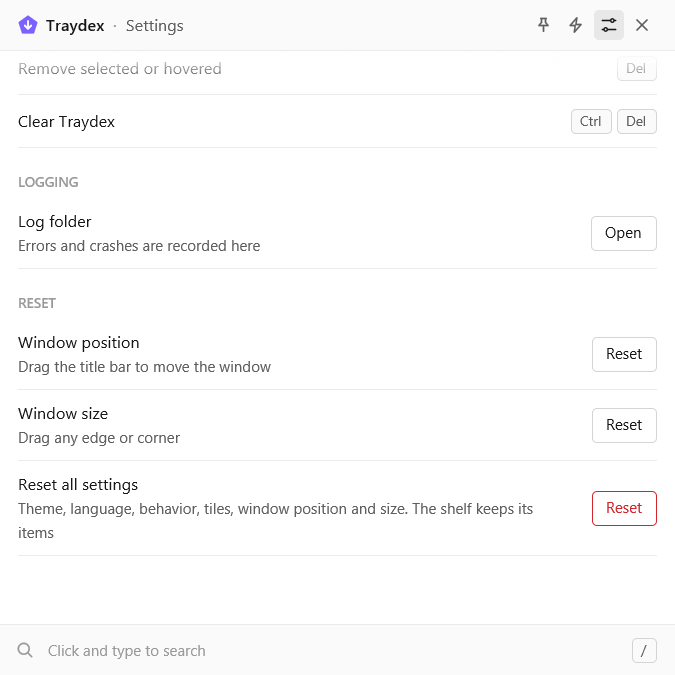 Traydex · Settings
Remove selected or hovered Del
Clear Traydex Ctrl Del
LOGGING
Log folder
Errors and crashes are recorded here
Open
RESET
Window position
Drag the title bar to move the window
Reset
Window size
Drag any edge or corner
Reset
Reset all settings
Theme, language, behavior, tiles, window position and size. The shelf keeps its
items
Reset
Click and type to search /